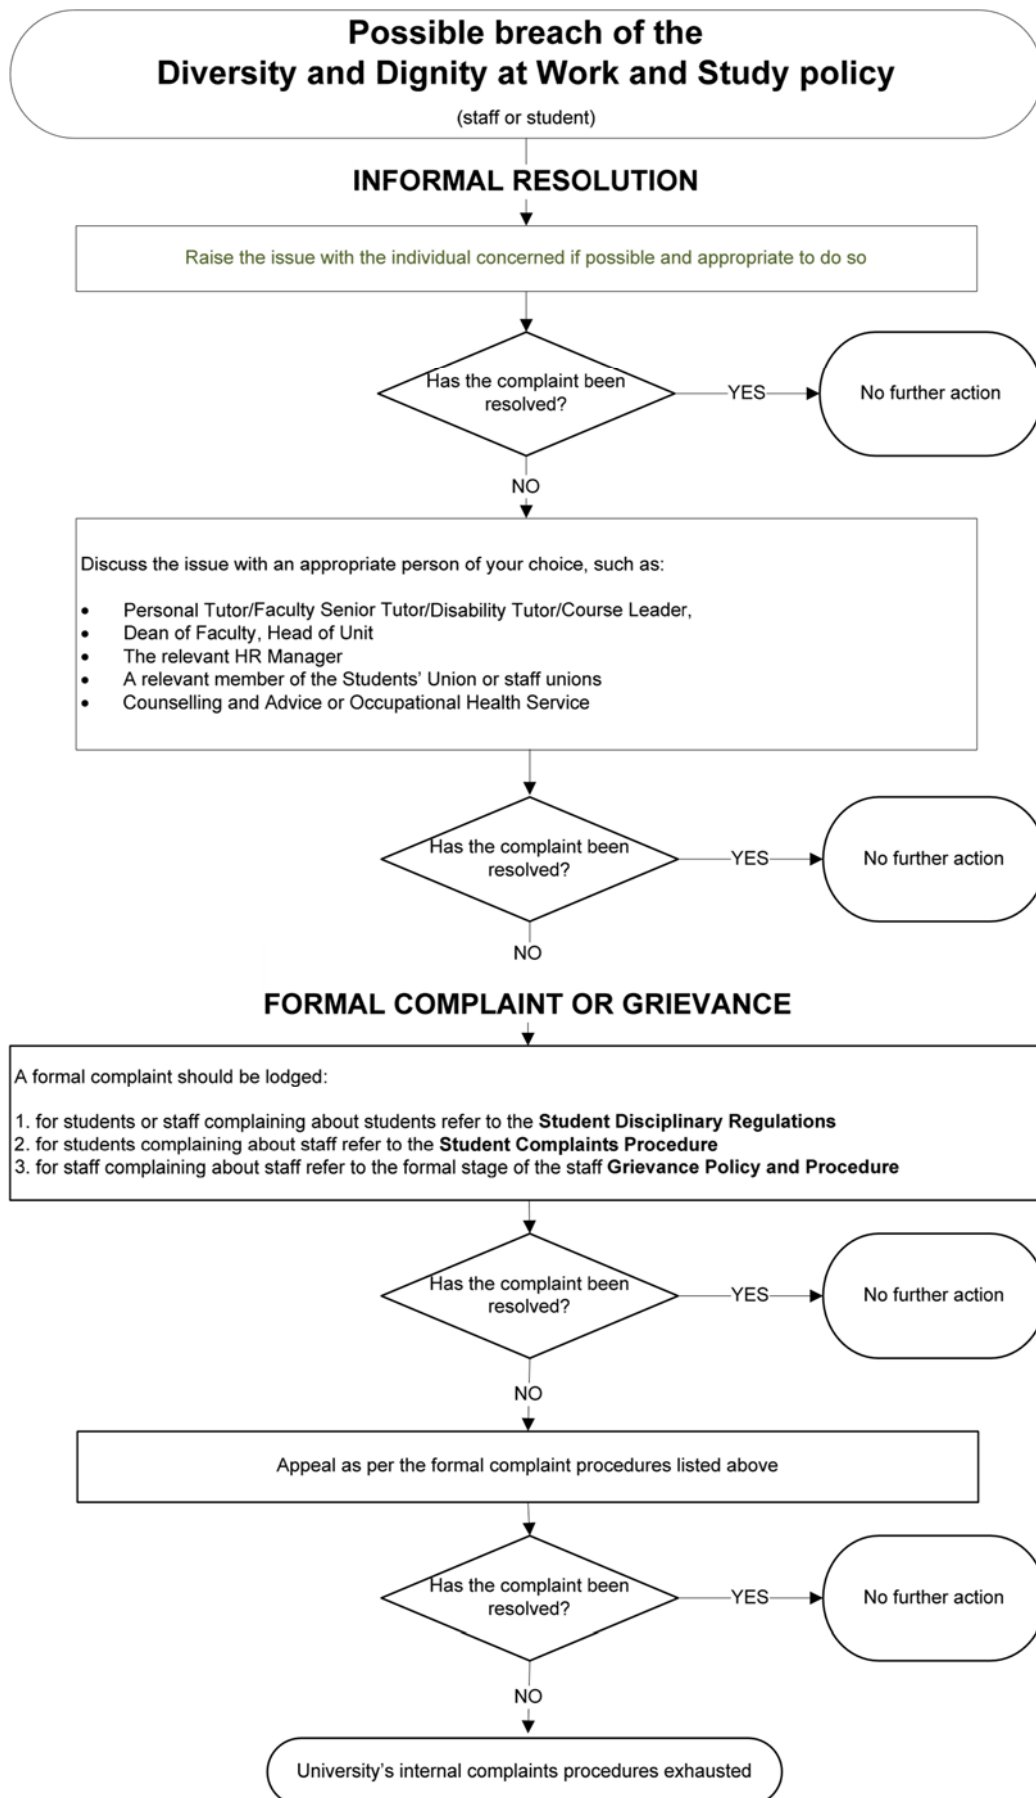 Possible breach of the
Diversity and Dignity at Work and Study policy
(staff or student)
INFORMAL RESOLUTION
Raise the issue with the individual concerned if possible and appropriate to do so
Has the complaint been
resolved?
YES
No further action
NO
Discuss the issue with an appropriate person of your choice, such as:
• Personal Tutor/Faculty Senior Tutor/Disability Tutor/Course Leader,
• Dean of Faculty, Head of Unit
• The relevant HR Manager
• A relevant member of the Students’ Union or staff unions
• Counselling and Advice or Occupational Health Service
Has the complaint been
resolved?
YES
No further action
NO
FORMAL COMPLAINT OR GRIEVANCE
A formal complaint should be lodged:
1. for students or staff complaining about students refer to the Student Disciplinary Regulations
2. for students complaining about staff refer to the Student Complaints Procedure
3. for staff complaining about staff refer to the formal stage of the staff Grievance Policy and Procedure
Has the complaint been
resolved?
YES
No further action
NO
Appeal as per the formal complaint procedures listed above
Has the complaint been
resolved?
YES
No further action
NO
University’s internal complaints procedures exhausted